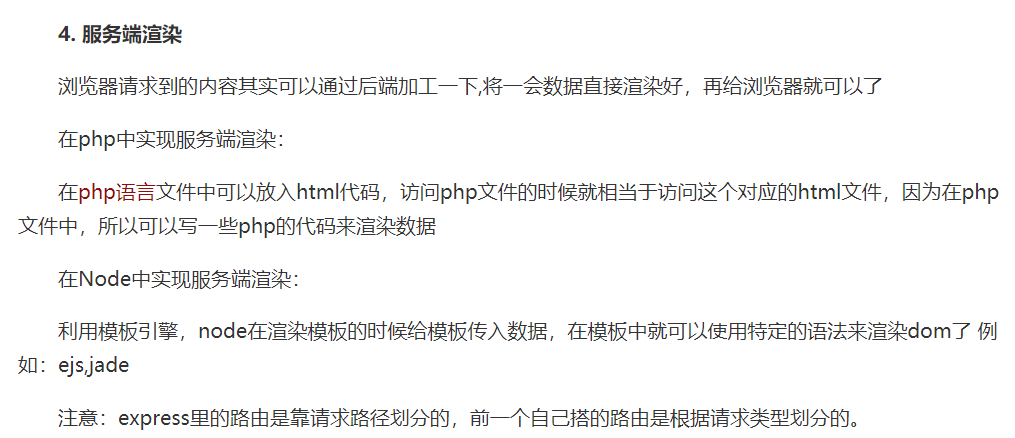 4. 服务端渲染
浏览器请求到的内容其实可以通过后端加工一下,将一会数据直接渲染好，再给浏览器就可以了
在php中实现服务端渲染：
在php语言文件中可以放入html代码，访问php文件的时候就相当于访问这个对应的html文件，因为在php
文件中，所以可以写一些php的代码来渲染数据
在Node中实现服务端渲染：
利用模板引擎，node在渲染模板的时候给模板传入数据，在模板中就可以使用特定的语法来渲染dom了 例
如：ejs,jade
注意：express里的路由是靠请求路径划分的，前一个自己搭的路由是根据请求类型划分的。